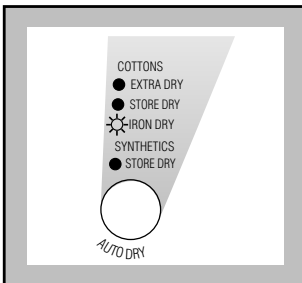 COTTONS
EXTRA DRY
STORE DRY
IRON DRY
SYNTHETICS
STORE DRY
AUTO DRY